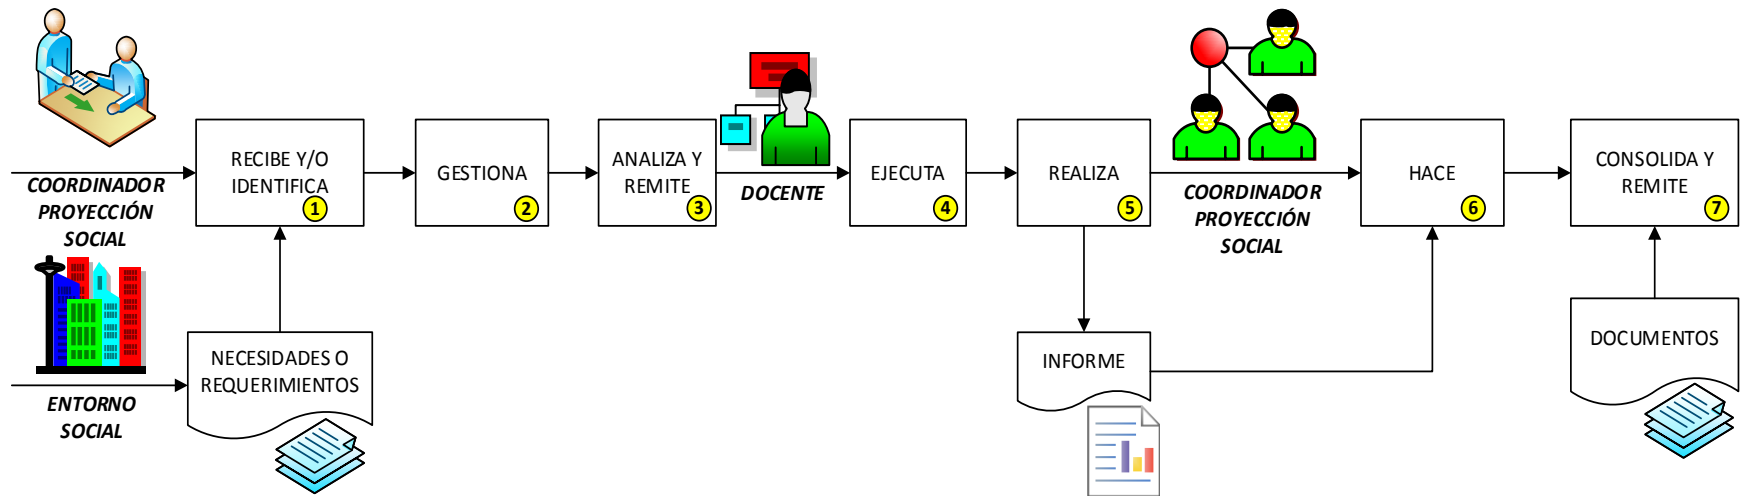 COORDINADOR
PROYECCIÓN
SOCIAL
RECIBE Y/O
IDENTIFICA
1
GESTIONA
2
ANALIZA Y
REMITE
3
DOCENTE
EJECUTA
4
REALIZA
5
COORDINADOR
PROYECCIÓN
SOCIAL
HACE
6
CONSOLIDA Y
REMITE
7
ENTORNO
SOCIAL
NECESIDADES O
REQUERIMIENTOS
INFORME
DOCUMENTOS